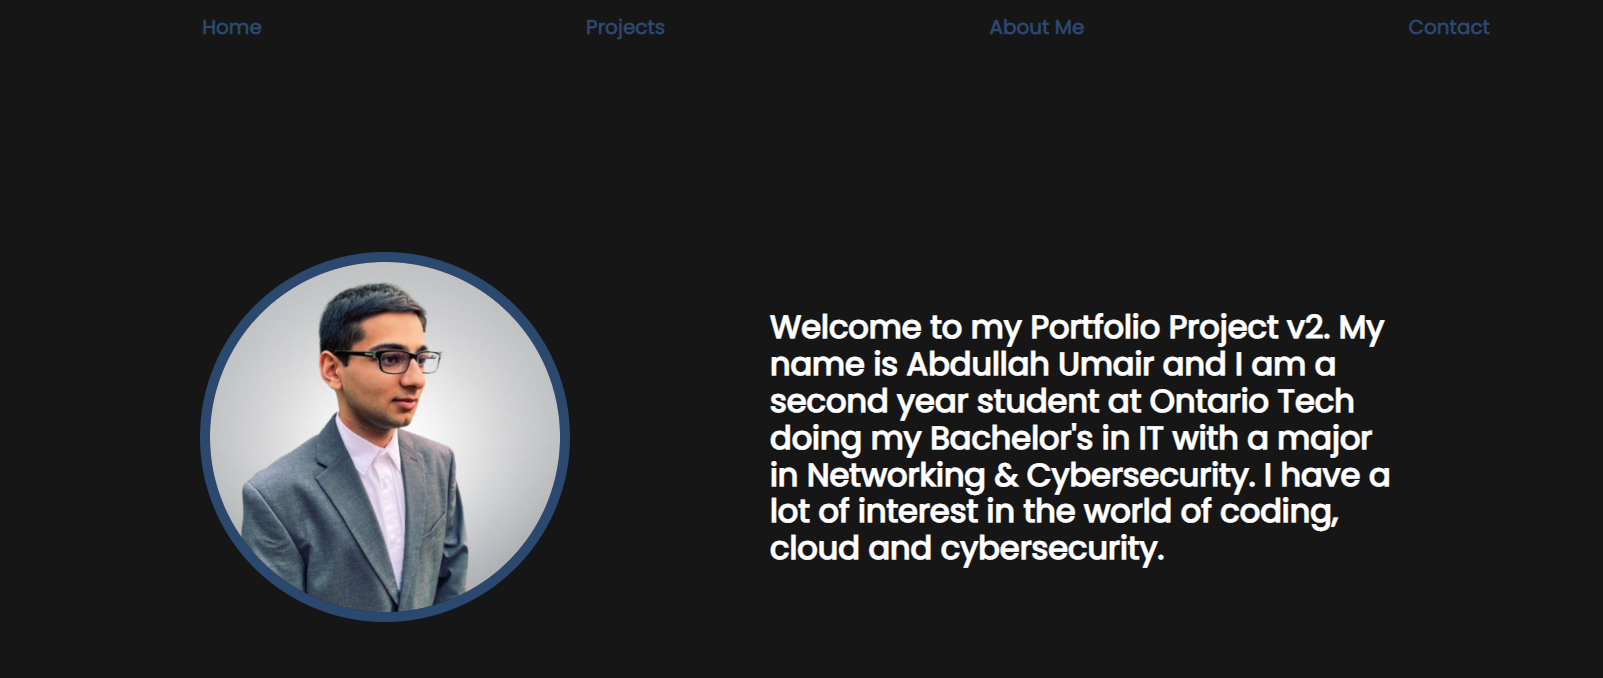 Home Projects About Me Contact
Welcome to my Portfolio Project v2. My
name is Abdullah Umair and I am a
second year student at Ontario Tech
doing my Bachelor's in IT with a major
in Networking & Cybersecurity. I have a
lot of interest in the world of coding,
cloud and cybersecurity.